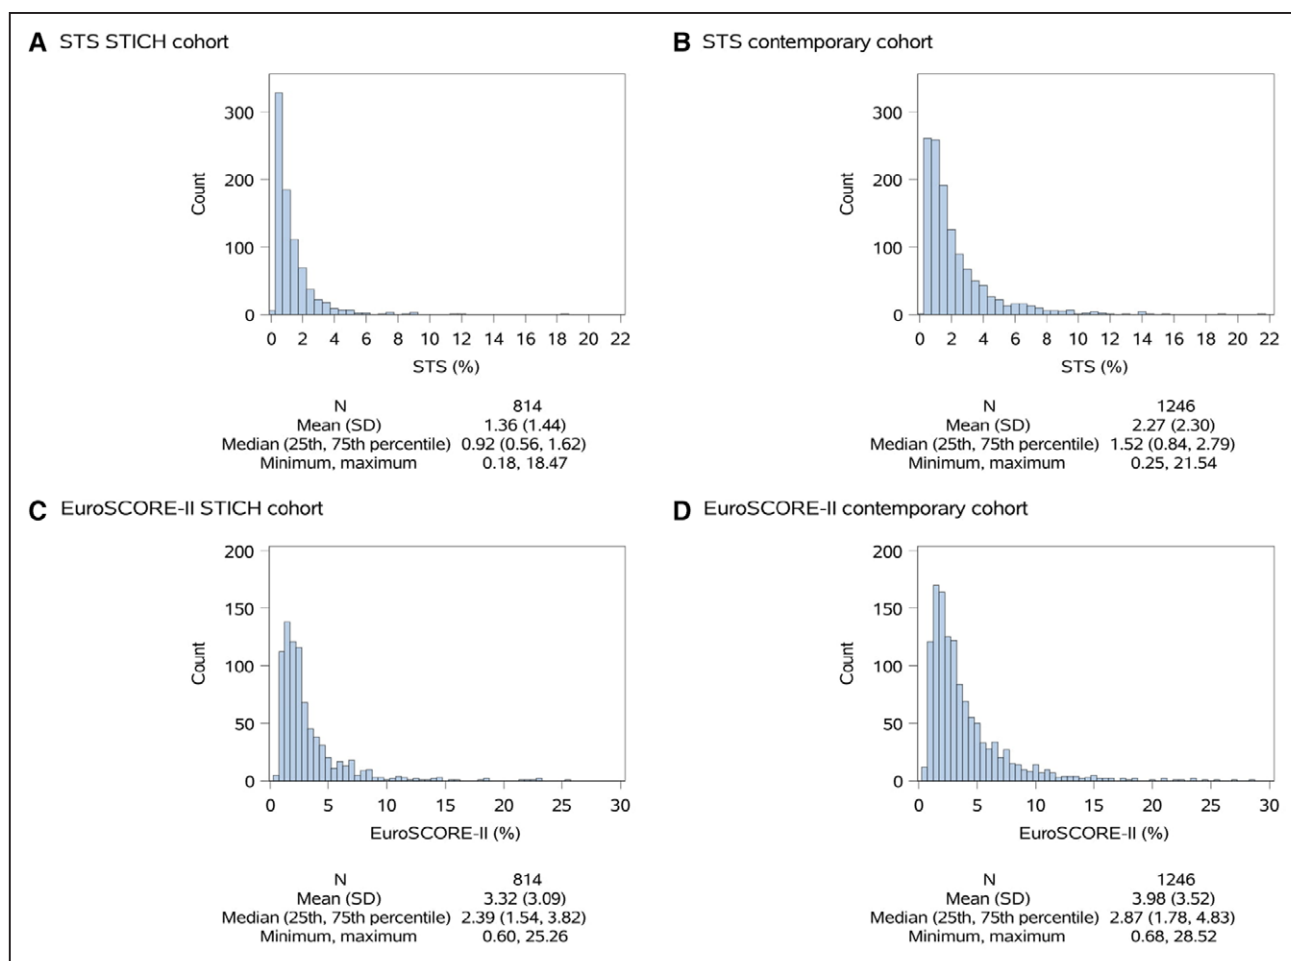 A STS STICH cohort
300
200
100
0
Count
0 2 4 6 8 10 12 14 16 18 20 22
STS (%)
N 814
Mean (SD) 1.36 (1.44)
Median (25th, 75th percentile) 0.92 (0.56, 1.62)
Minimum, maximum 0.18, 18.47
B STS contemporary cohort
300
200
100
0
Count
0 2 4 6 8 10 12 14 16 18 20 22
STS (%)
N 1246
Mean (SD) 2.27 (2.30)
Median (25th, 75th percentile) 1.52 (0.84, 2.79)
Minimum, maximum 0.25, 21.54
C EuroSCORE-II STICH cohort
200
150
100
50
0
Count
0 5 10 15 20 25 30
EuroSCORE-II (%)
N 814
Mean (SD) 3.32 (3.09)
Median (25th, 75th percentile) 2.39 (1.54, 3.82)
Minimum, maximum 0.60, 25.26
D EuroSCORE-II contemporary cohort
200
150
100
50
0
Count
0 5 10 15 20 25 30
EuroSCORE-II (%)
N 1246
Mean (SD) 3.98 (3.52)
Median (25th, 75th percentile) 2.87 (1.78, 4.83)
Minimum, maximum 0.68, 28.52